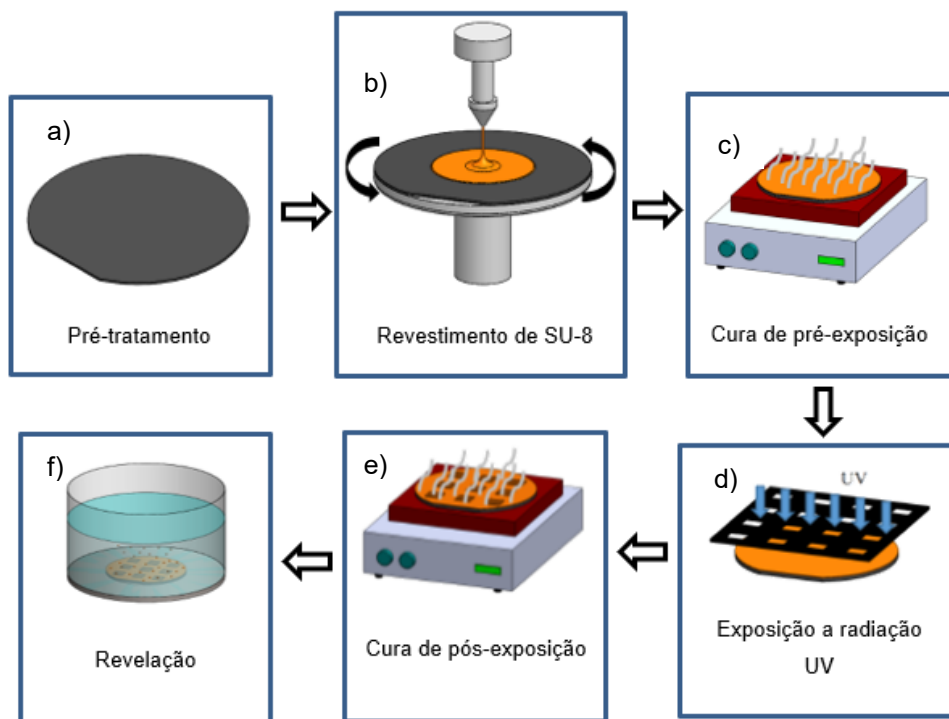 a)
Pré-tratamento
b)
Revestimento de SU-8
c)
Cura de pré-exposição
d)
UV
Exposição a radiação
UV
e)
Cura de pós-exposição
f)
Revelação